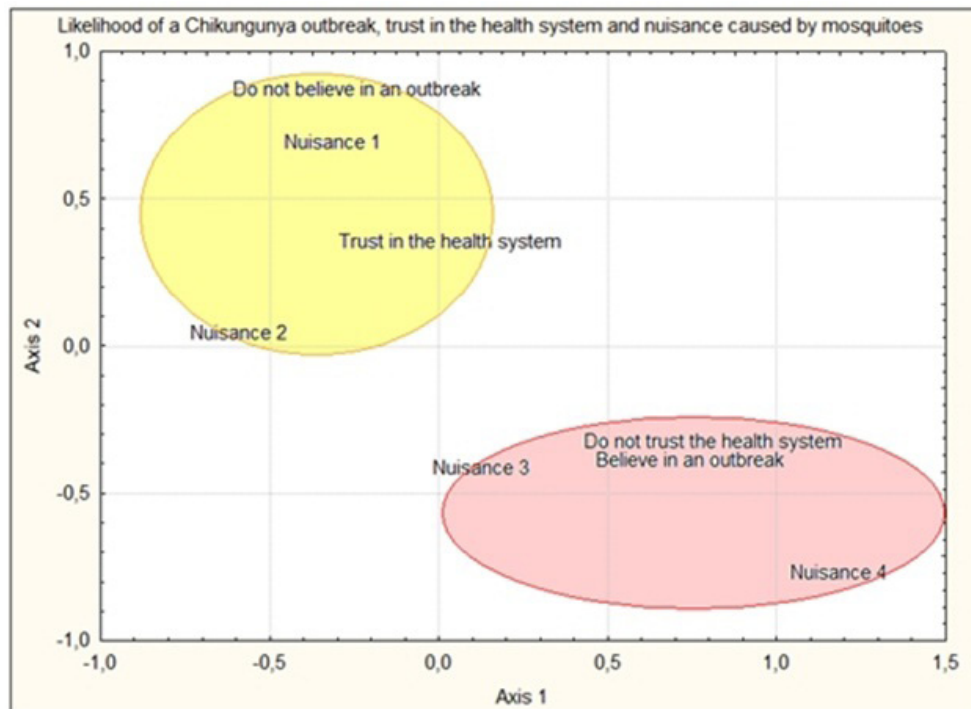 Likelihood of a Chikungunya outbreak, trust in the health system and nuisance caused by mosquitoes
1,0
Do not believe in an outbreak
Nuisance 1
0,5
Trust in the health system
Nuisance 2
0,0
Axis 2
Do not trust the health system
Believe in an outbreak
Nuisance 3
-0,5
Nuisance 4
-1,0
-1,0 -0,5 0,0 0,5 1,0 1,5
Axis 1